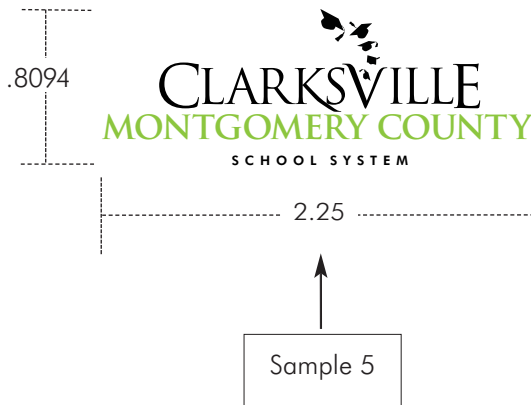 .8094
CLARKSVILLE
MONTGOMERY COUNTY
SCHOOL SYSTEM
2.25
Sample 5